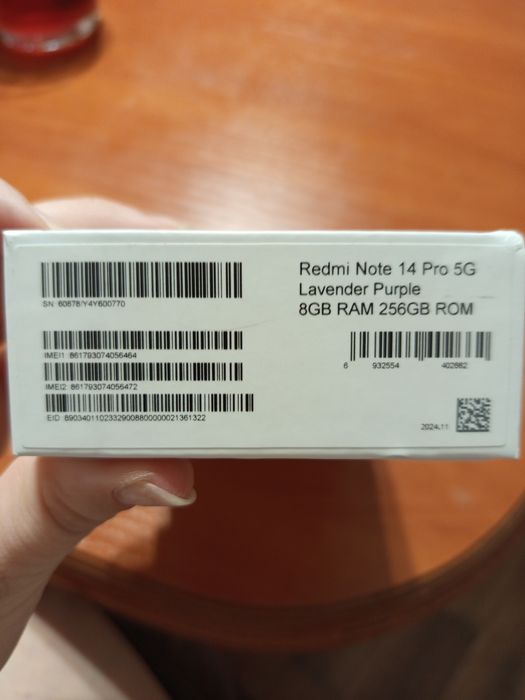 SN 60878/Y4Y600770
IMEI1 861793074056464
IMEI2 861793074056472
EID 89034011023329008800000021361322
Redmi Note 14 Pro 5G
Lavender Purple
8GB RAM 256GB ROM
6 932554 402882
2024.11